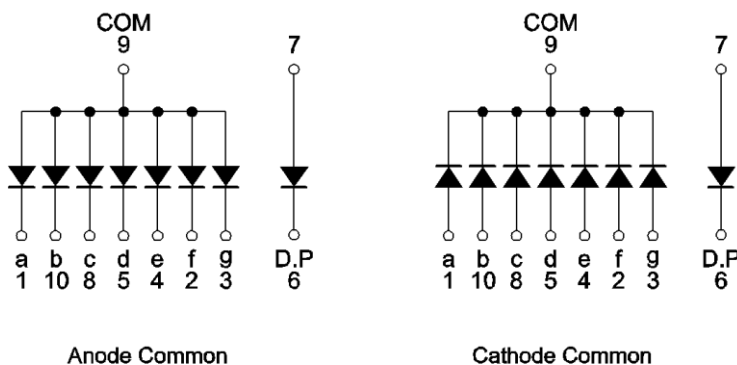 COM
9 7
a b c d e f g D.P
1 10 8 5 4 2 3 6
Anode Common
COM
9 7
a b c d e f g D.P
1 10 8 5 4 2 3 6
Cathode Common